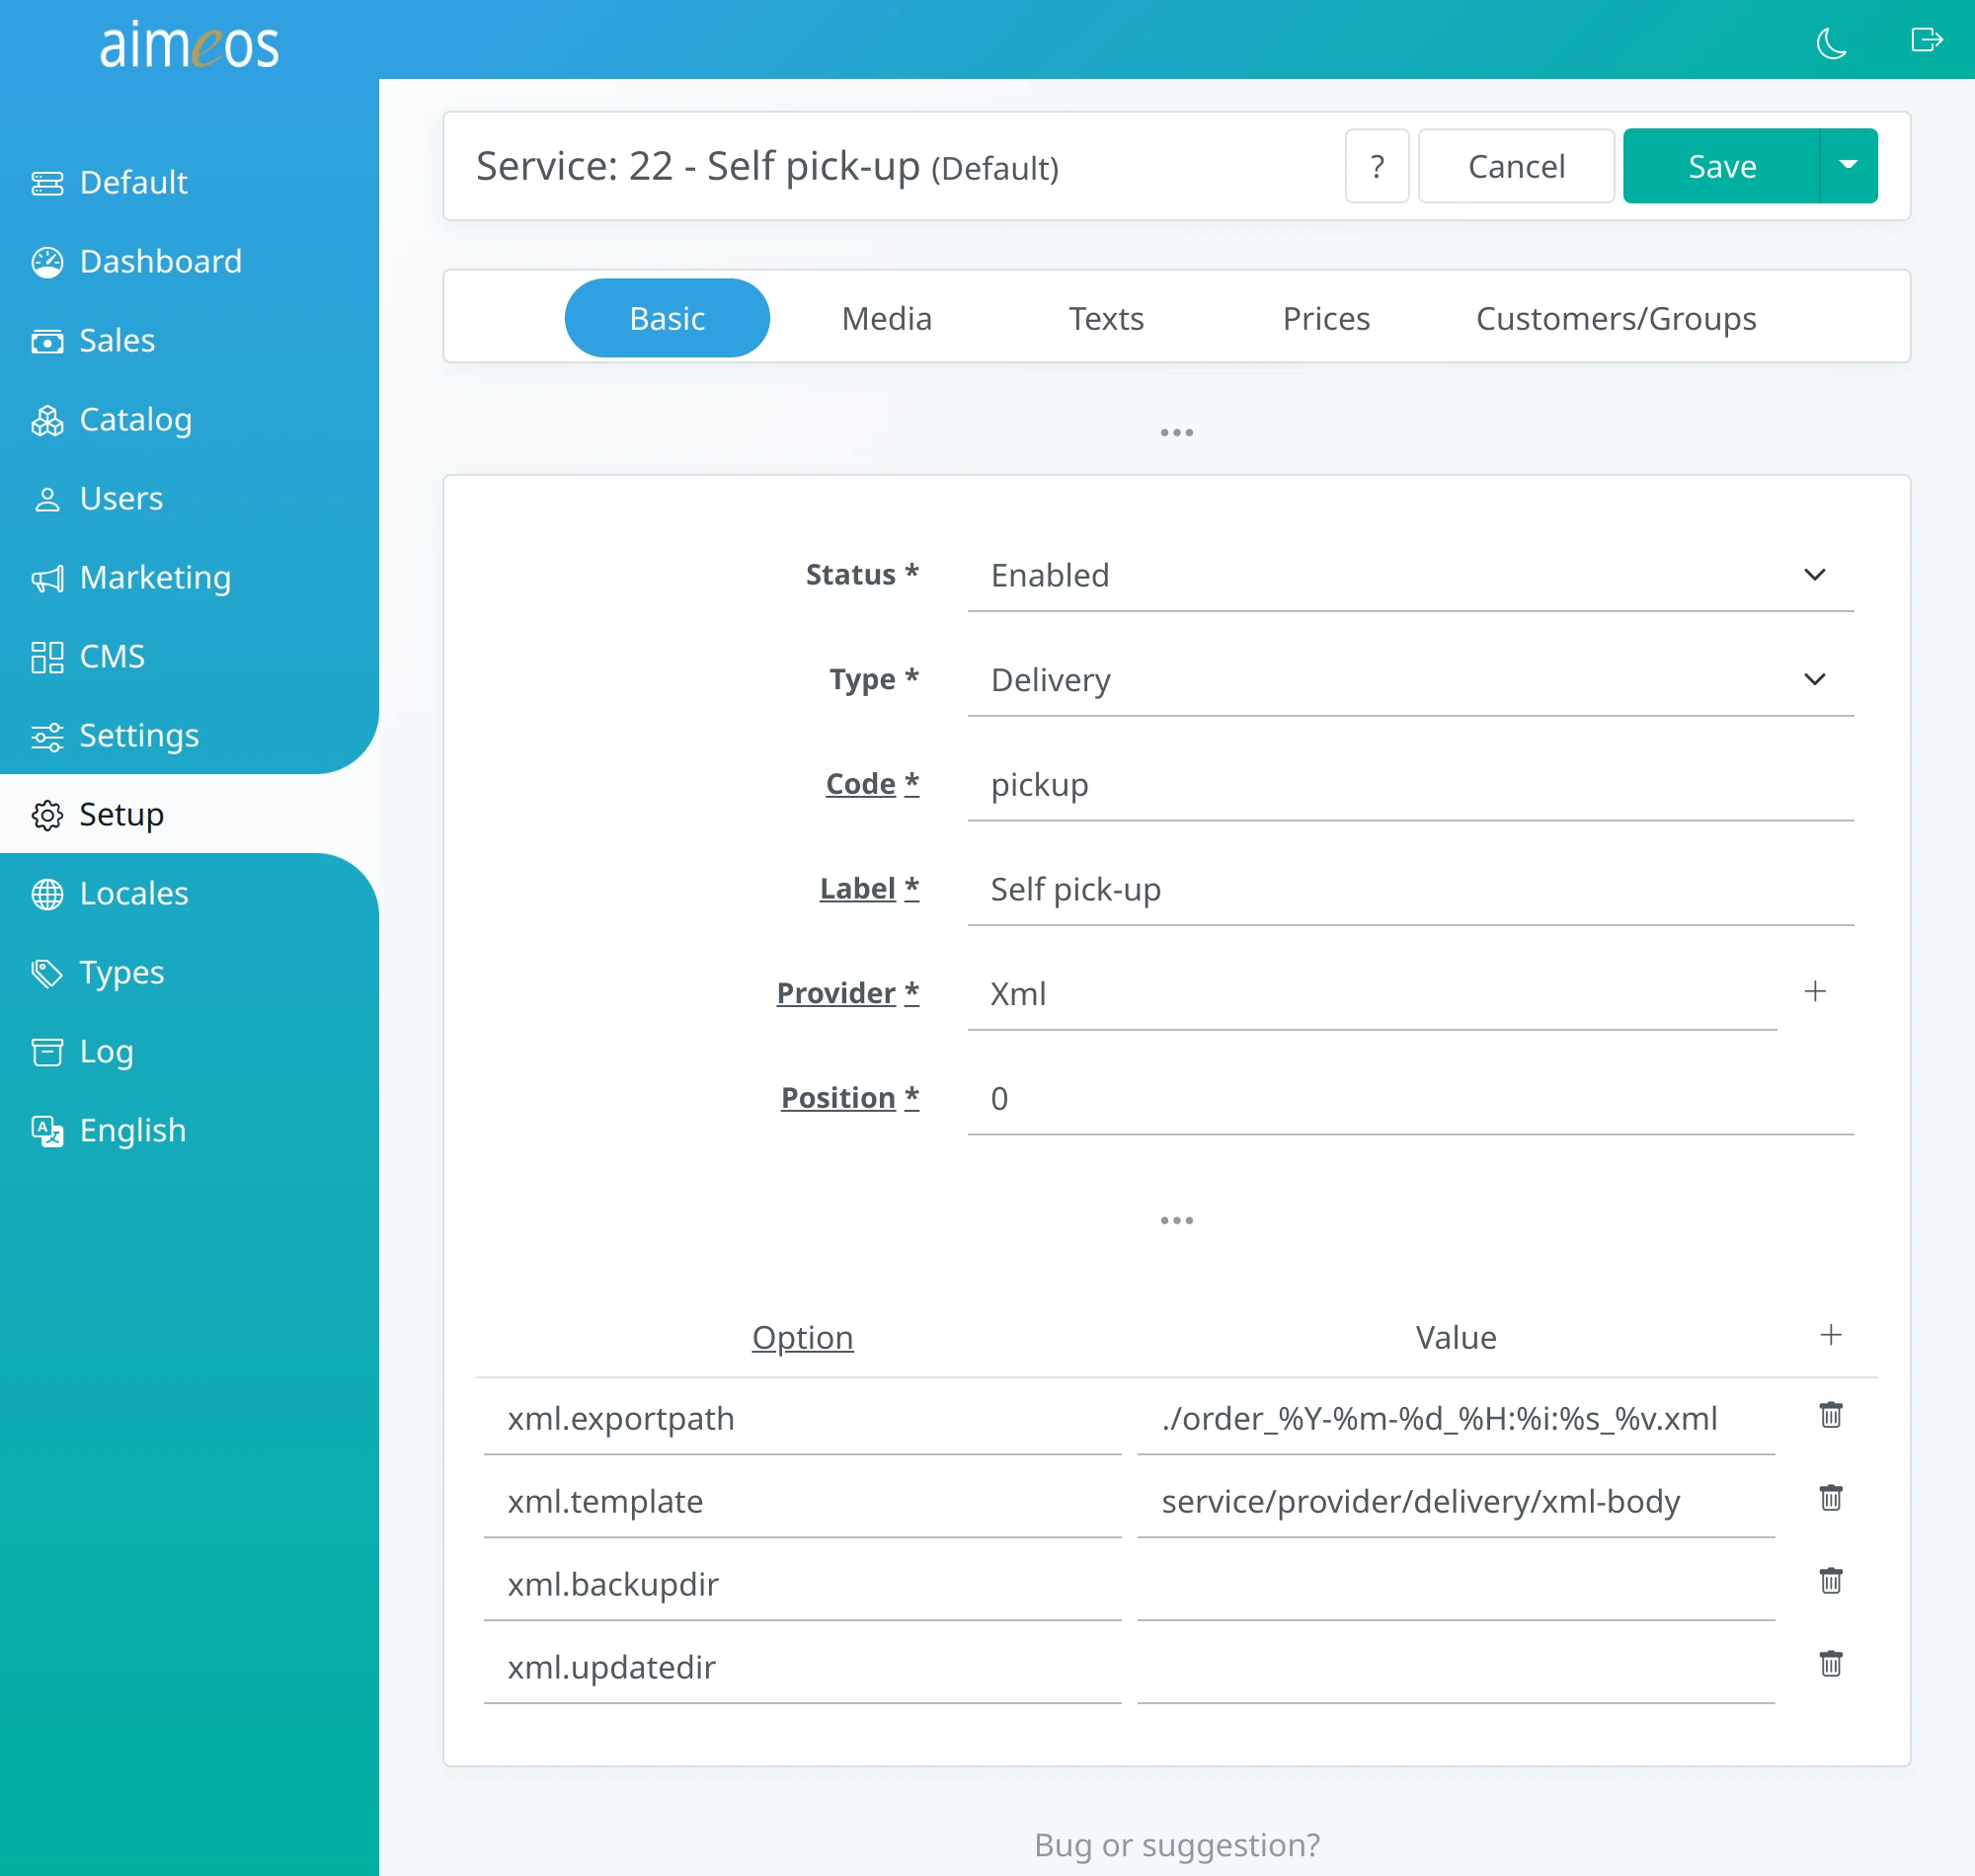 aimeos
Default
Dashboard
Sales
Catalog
Users
Marketing
CMS
Settings
Setup
Locales
Types
Log
English
Service: 22 - Self pick-up (Default)
?
Cancel
Save
Basic
Media
Texts
Prices
Customers/Groups
•••
Status *
Enabled
Type *
Delivery
Code *
pickup
Label *
Self pick-up
Provider *
Xml
+
Position *
0
•••
Option
Value
+
xml.exportpath
./order_%Y-%m-%d_%H:%i:%s_%v.xml
xml.template
service/provider/delivery/xml-body
xml.backupdir
xml.updatedir
Bug or suggestion?